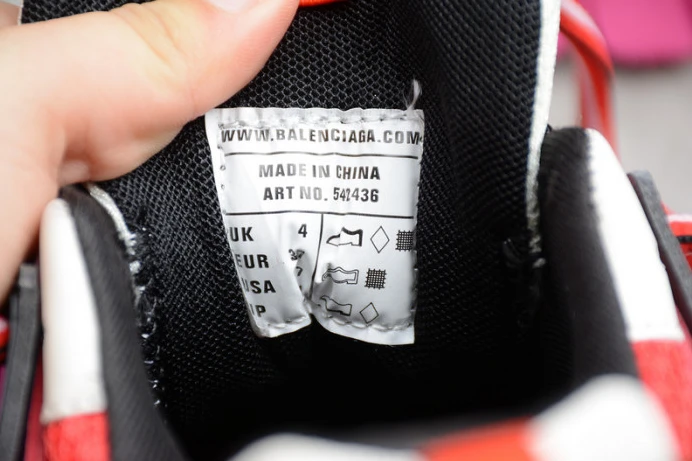 WWW.BALENCIAGA.COM
MADE IN CHINA
ART NO. 542436
UK 4
EUR
USA